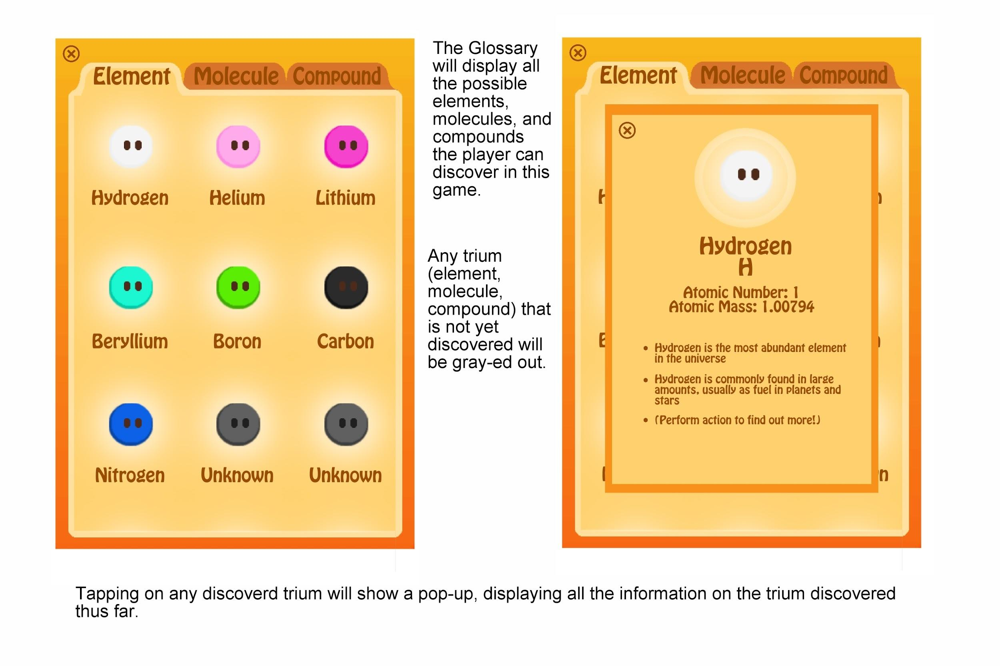 Element Molecule Compound
Hydrogen Helium Lithium
Beryllium Boron Carbon
Nitrogen Unknown Unknown
The Glossary
will display all
the possible
elements,
molecules, and
compounds
the player can
discover in this
game.
Any trium
(element,
molecule,
compound) that
is not yet
discovered will
be gray-ed out.
Element Molecule Compound
Hydrogen
H
Atomic Number: 1
Atomic Mass: 1.00794
• Hydrogen is the most abundant element
in the universe
• Hydrogen is commonly found in large
amounts, usually as fuel in planets and
stars
• (Perform action to find out more!)
Tapping on any discoverd trium will show a pop-up, displaying all the information on the trium discovered
thus far.